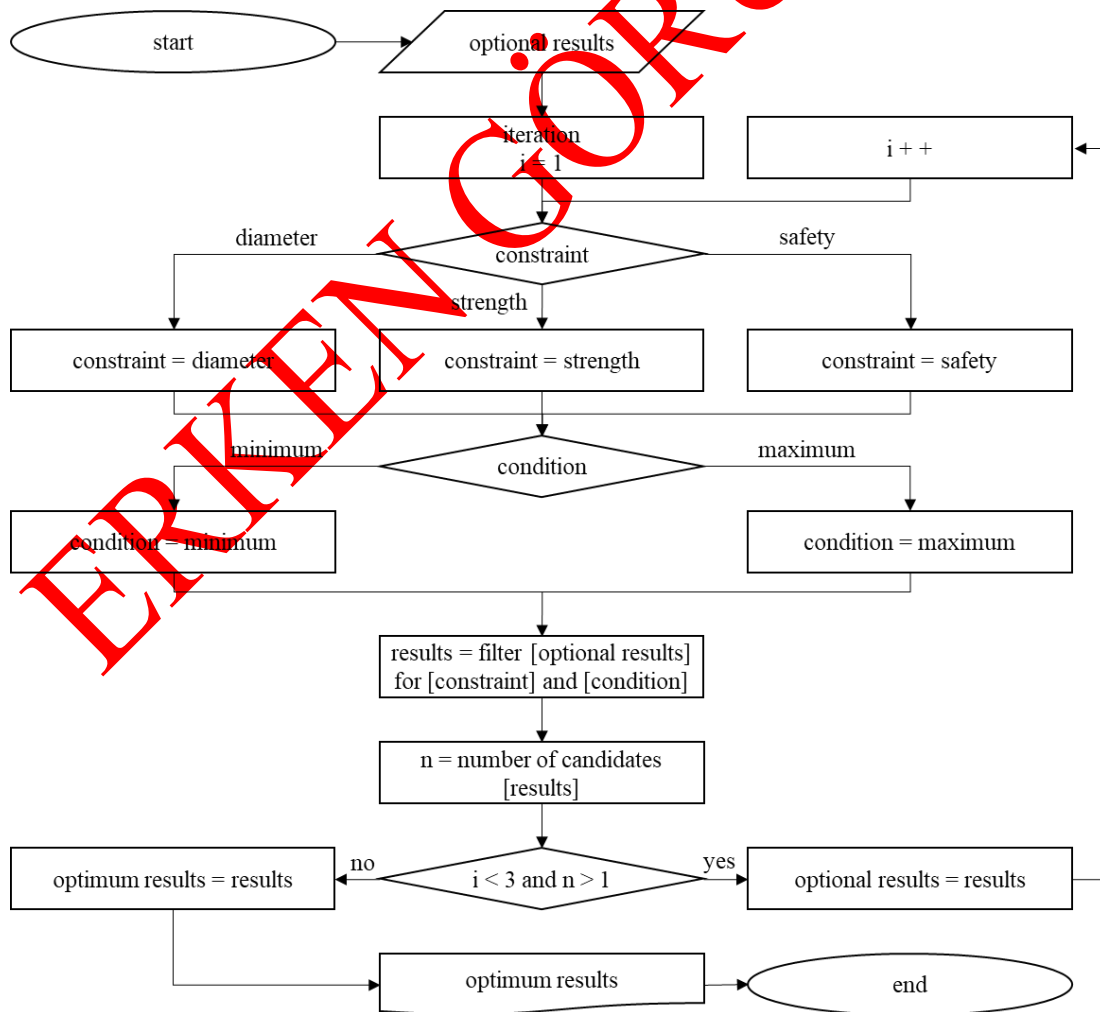 start
optional results
iteration
i = 1
i + +
diameter
constraint
safety
strength
constraint = diameter
constraint = strength
constraint = safety
minimum
condition
maximum
condition = minimum
condition = maximum
results = filter [optional results]
for [constraint] and [condition]
n = number of candidates
[results]
optimum results = results
no
i < 3 and n > 1
yes
optional results = results
optimum results
end
ERKEN